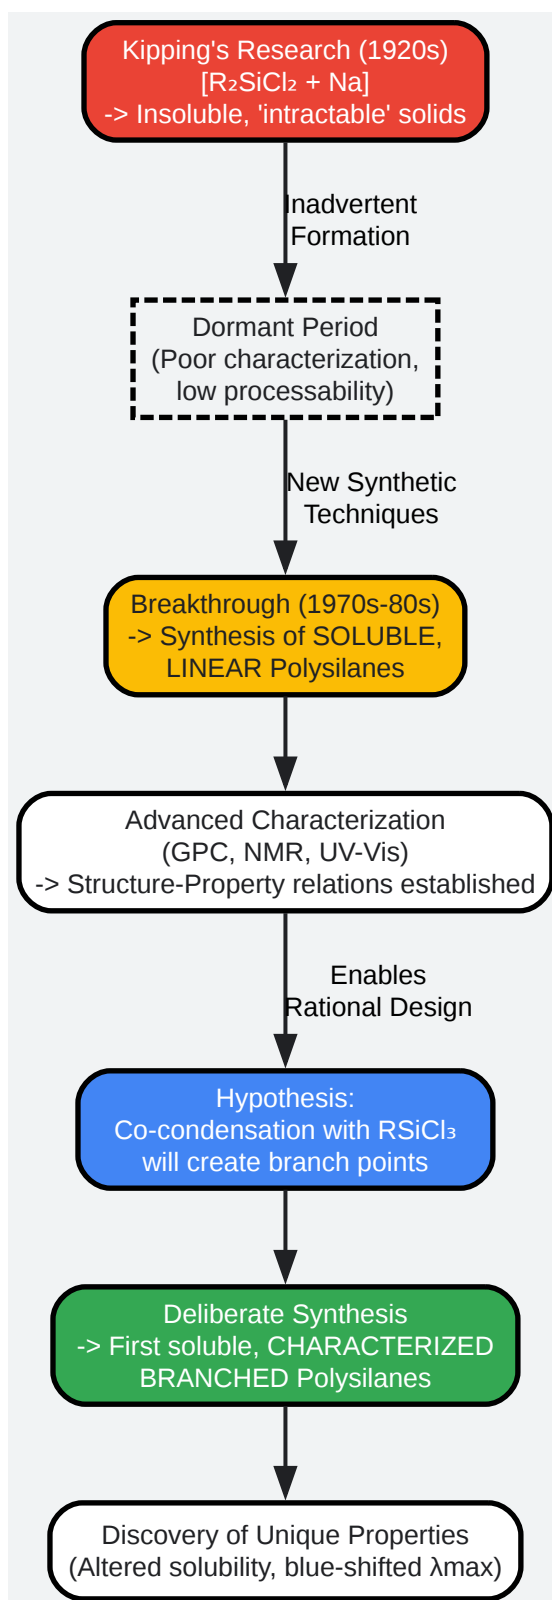 Kipping's Research (1920s)
[R₂SiCl₂ + Na]
-> Insoluble, 'intractable' solids
Inadvertent
Formation
Dormant Period
(Poor characterization,
low processability)
New Synthetic
Techniques
Breakthrough (1970s-80s)
-> Synthesis of SOLUBLE,
LINEAR Polysilanes
Advanced Characterization
(GPC, NMR, UV-Vis)
-> Structure-Property relations established
Enables
Rational Design
Hypothesis:
Co-condensation with RSiCl₃
will create branch points
Deliberate Synthesis
-> First soluble, CHARACTERIZED
BRANCHED Polysilanes
Discovery of Unique Properties
(Altered solubility, blue-shifted λmax)